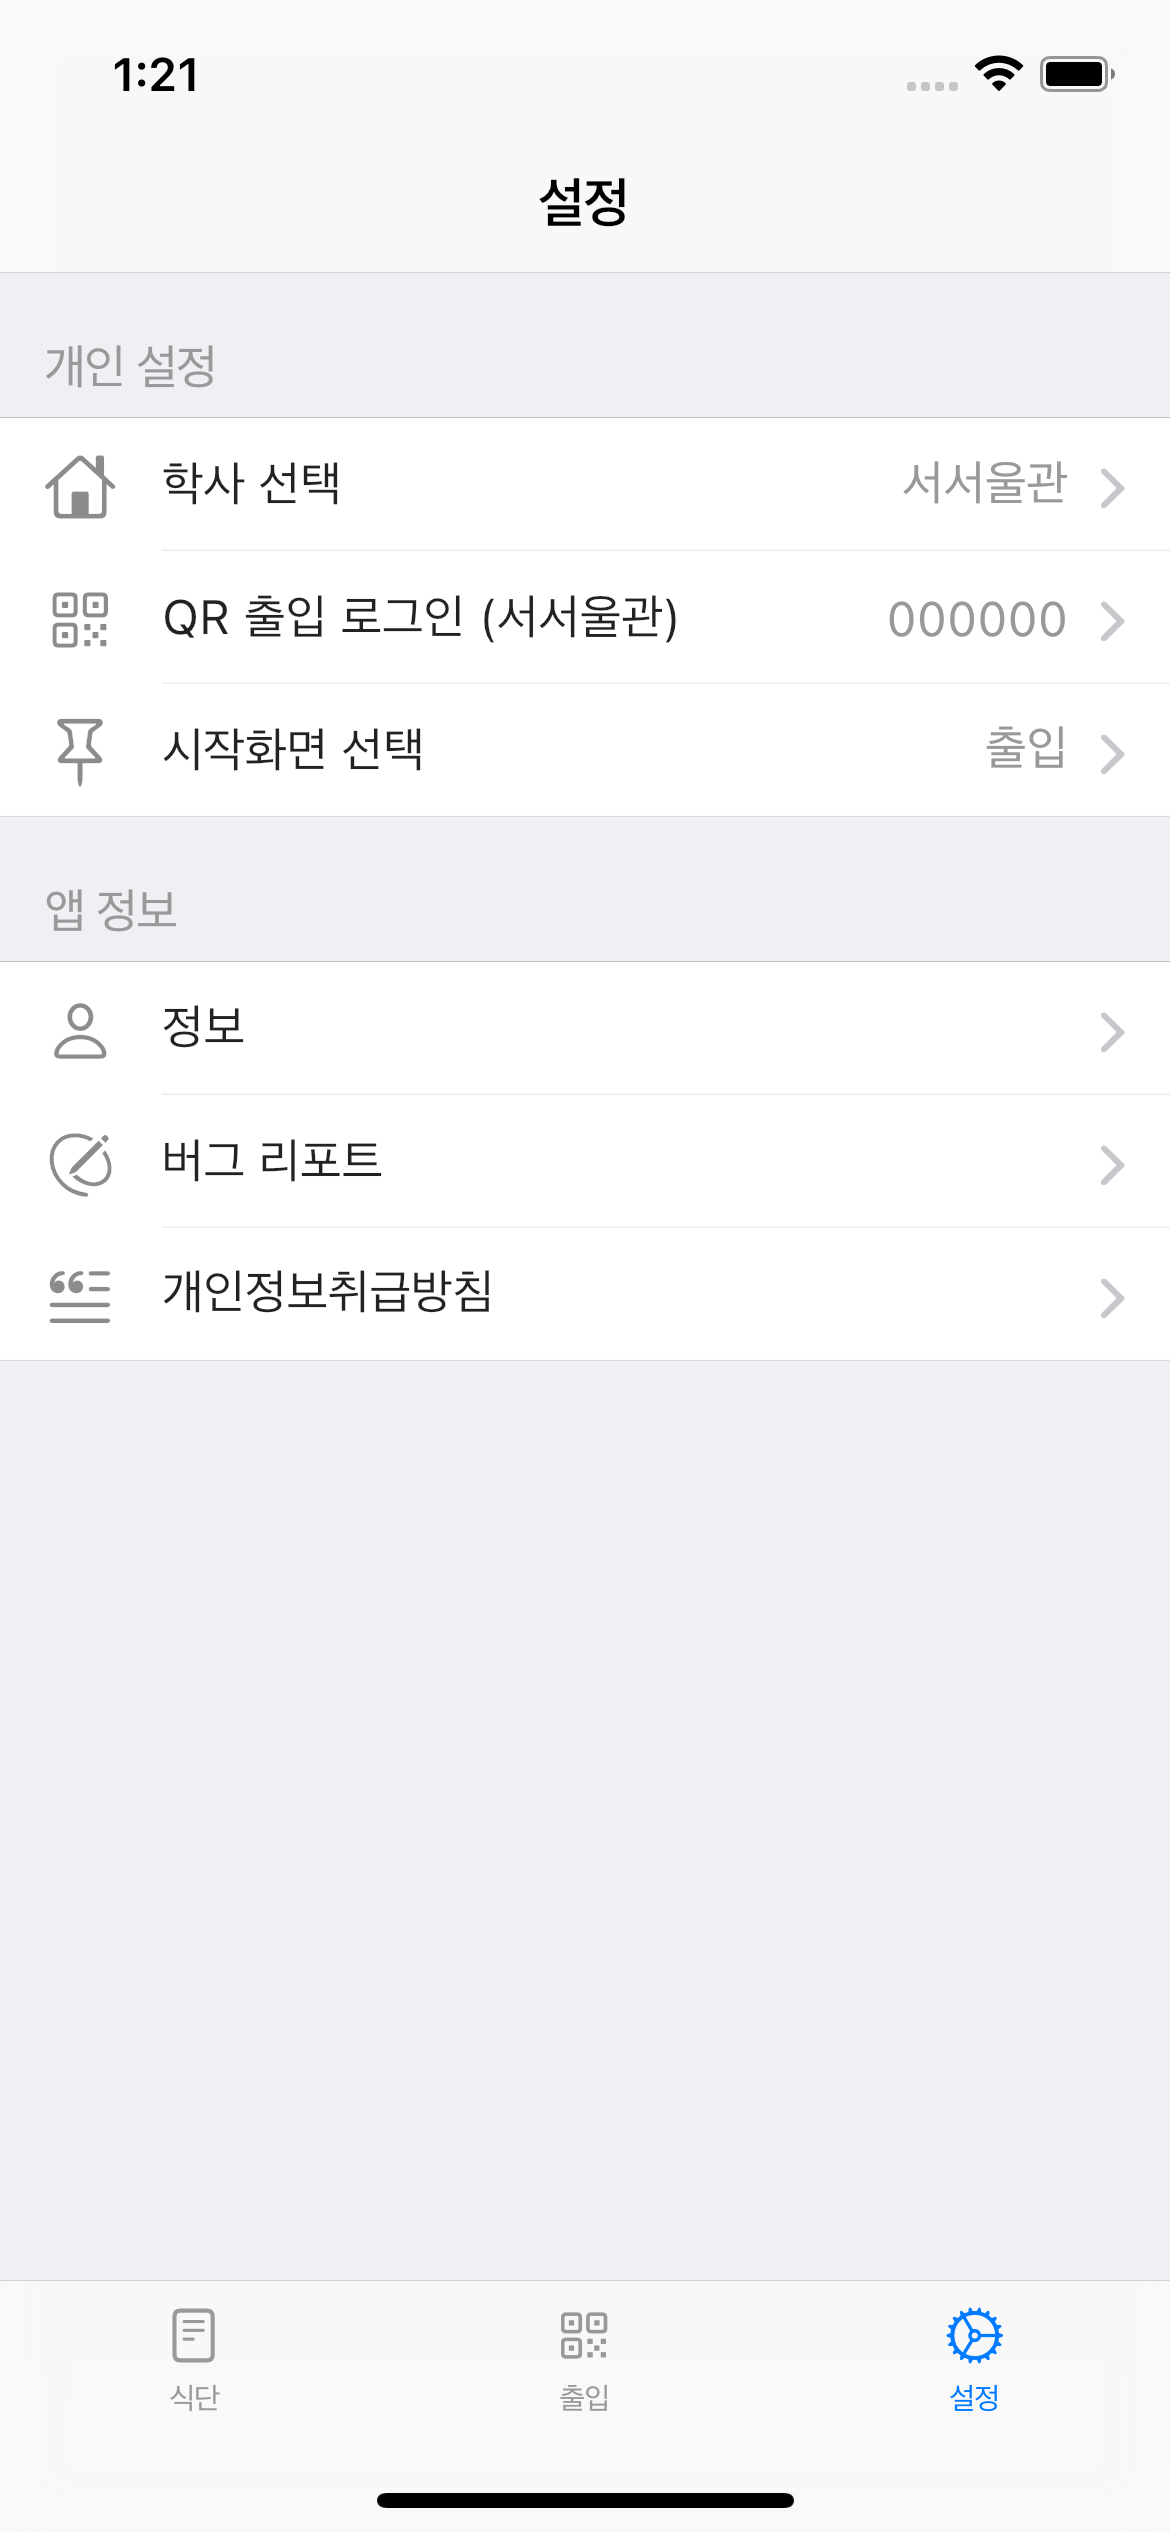 1:21
설정
개인 설정
학사 선택 서서울관
QR 출입 로그인 (서서울관) 000000
시작화면 선택 출입
앱 정보
정보
버그 리포트
개인정보취급방침
식단 출입 설정